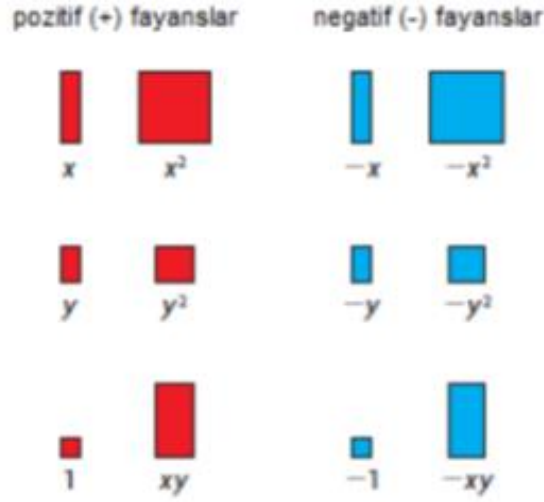 pozitif (+) fayanslar negatif (-) fayanslar
x x² −x −x²
y y² −y −y²
1 xy −1 −xy